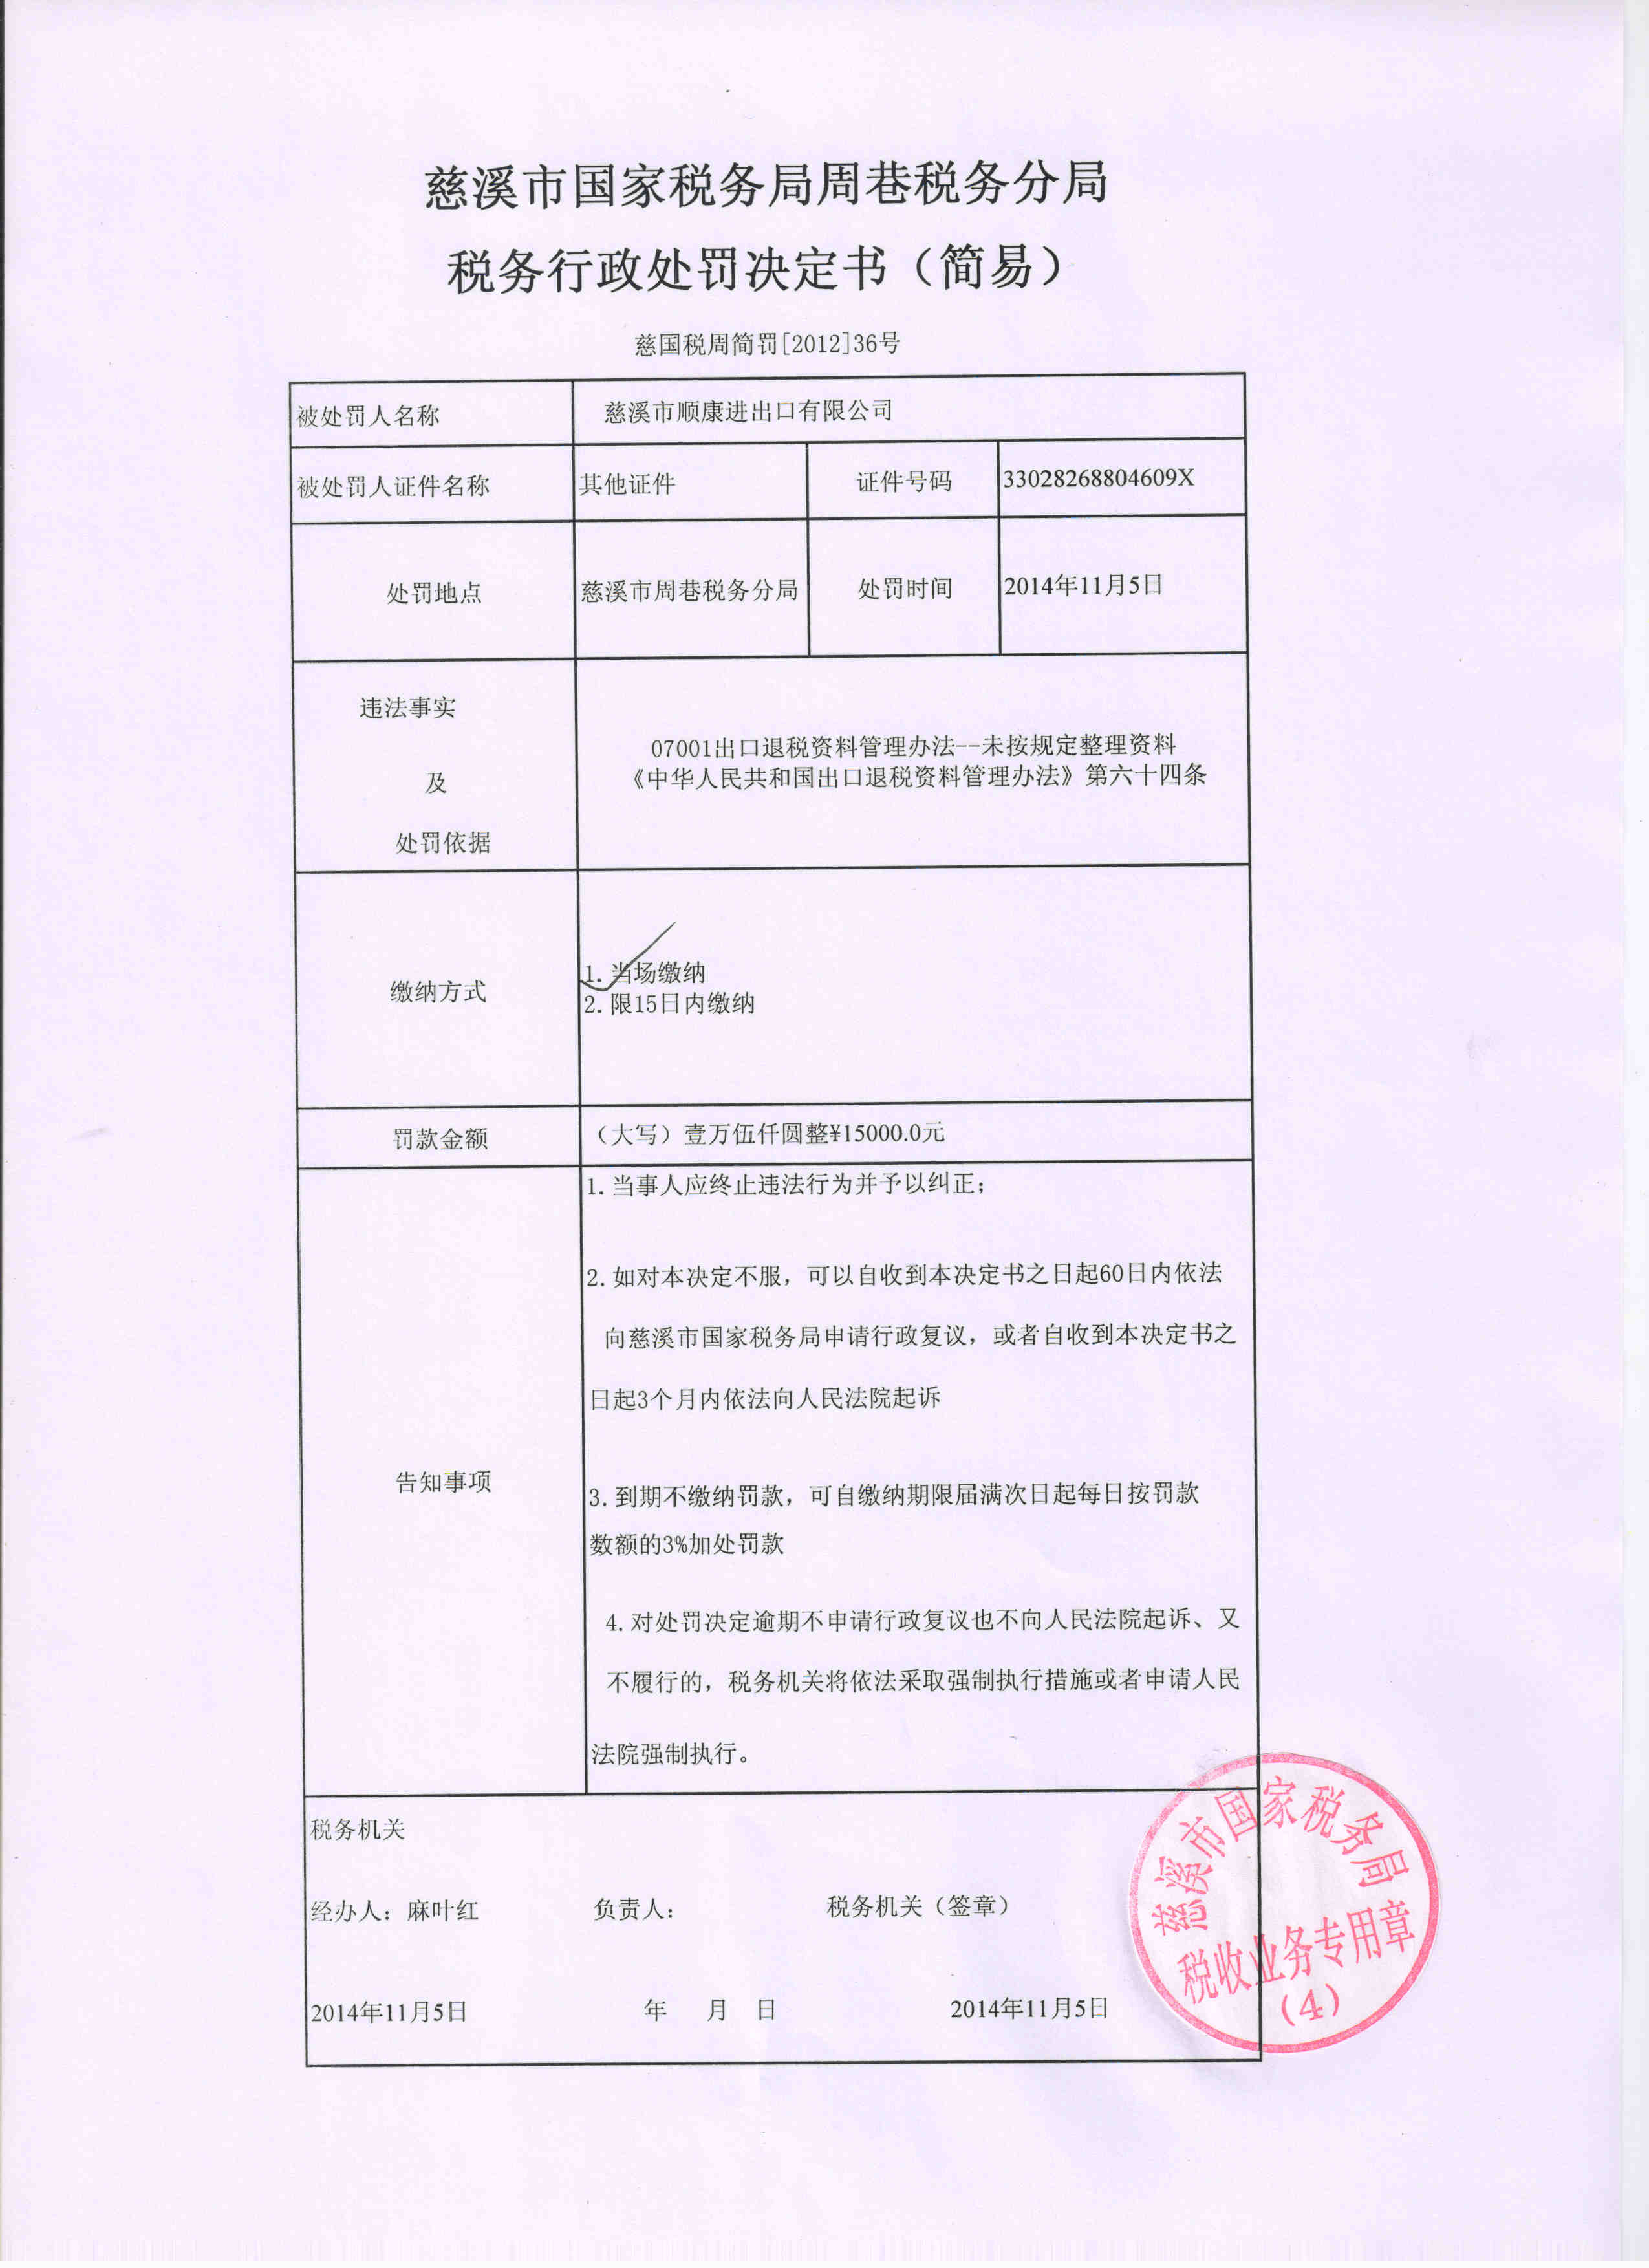 慈溪市国家税务局周巷税务分局
税务行政处罚决定书（简易）
慈国税周简罚[2012]36号
被处罚人名称 慈溪市顺康进出口有限公司
被处罚人证件名称 其他证件 证件号码 33028268804609X
处罚地点 慈溪市周巷税务分局 处罚时间 2014年11月5日
违法事实
及
处罚依据
07001出口退税资料管理办法--未按规定整理资料
《中华人民共和国出口退税资料管理办法》第六十四条
缴纳方式
1. 当场缴纳
2. 限15日内缴纳
罚款金额 （大写）壹万伍仟圆整¥15000.0元
告知事项
1. 当事人应终止违法行为并予以纠正;
2. 如对本决定不服，可以自收到本决定书之日起60日内依法
向慈溪市国家税务局申请行政复议，或者自收到本决定书之
日起3个月内依法向人民法院起诉
3. 到期不缴纳罚款，可自缴纳期限届满次日起每日按罚款
数额的3%加处罚款
4. 对处罚决定逾期不申请行政复议也不向人民法院起诉、又
不履行的，税务机关将依法采取强制执行措施或者申请人民
法院强制执行。
税务机关
经办人：麻叶红 负责人： 税务机关（签章）
2014年11月5日 年 月 日 2014年11月5日
慈溪市国家税务局
税收业务专用章
(4)